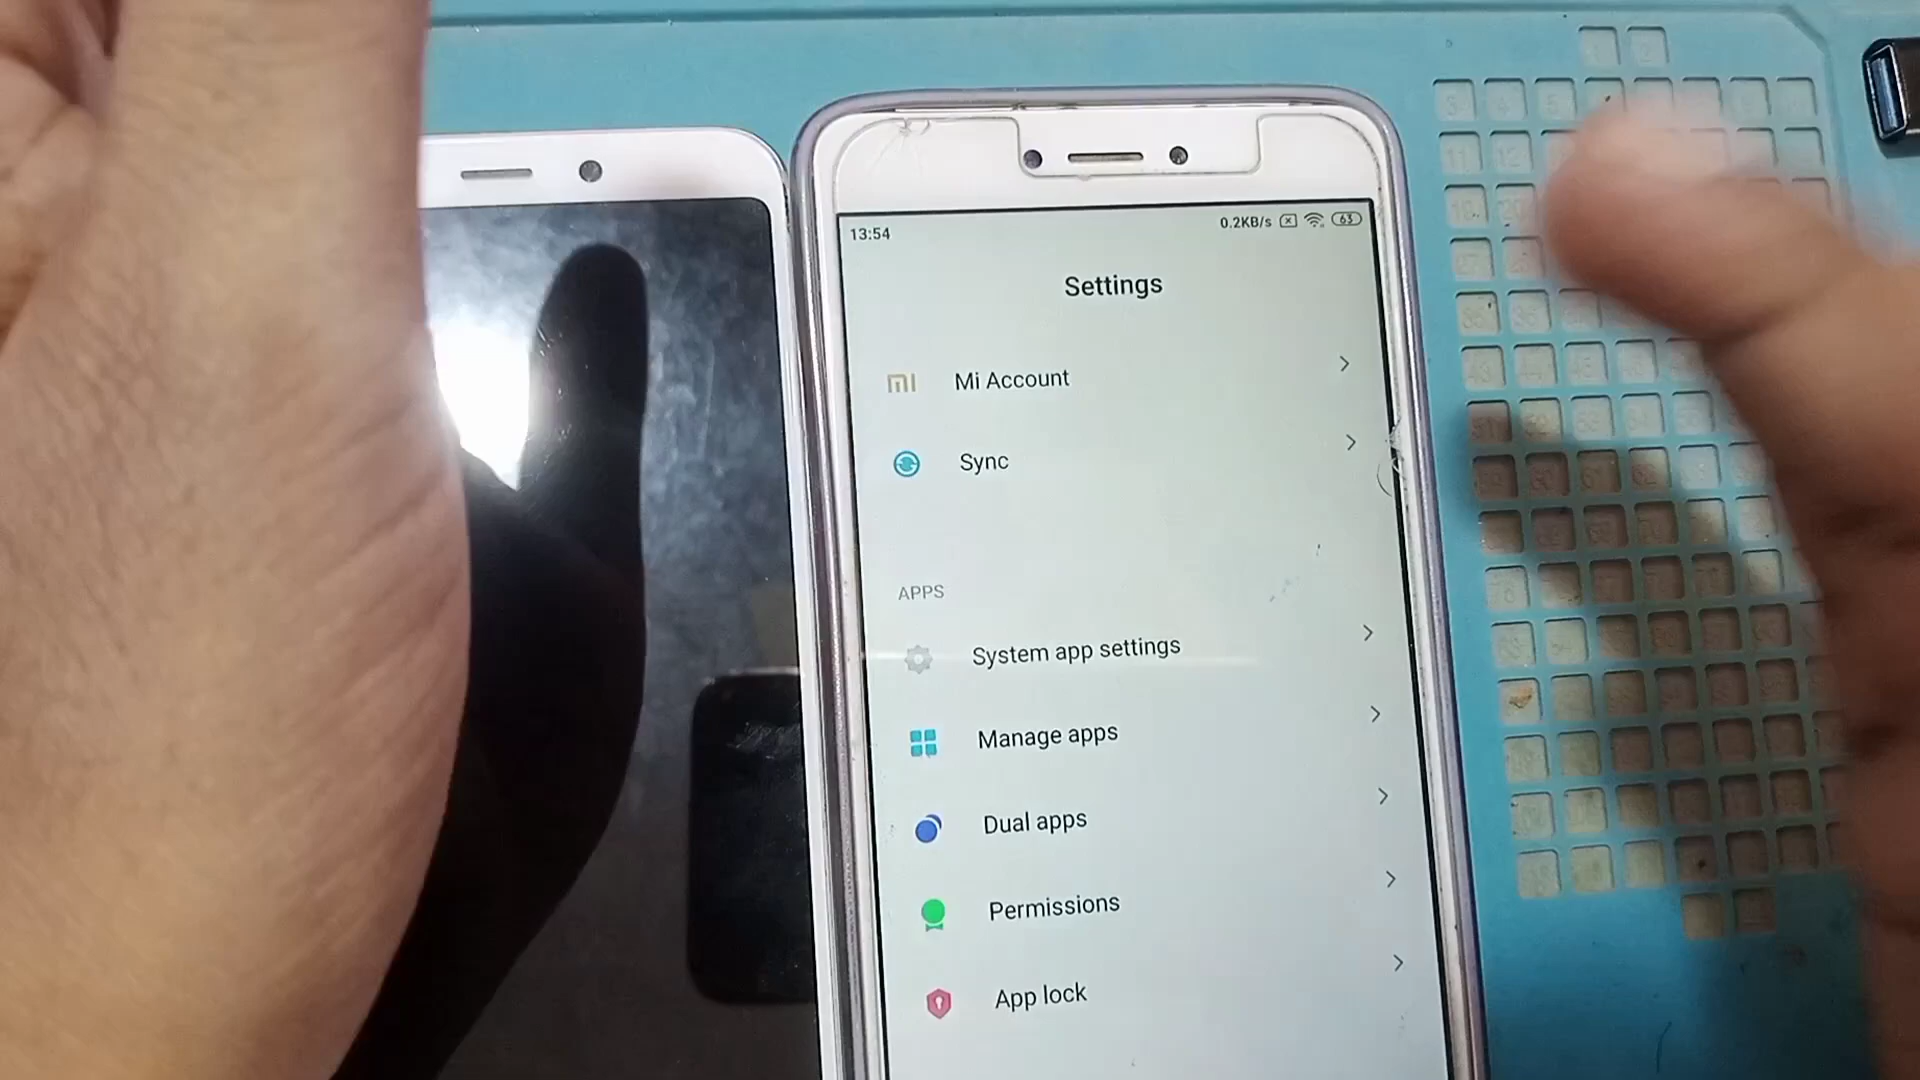 13:54
0.2KB/s 63
Settings
Mi Account
Sync
APPS
System app settings
Manage apps
Dual apps
Permissions
App lock